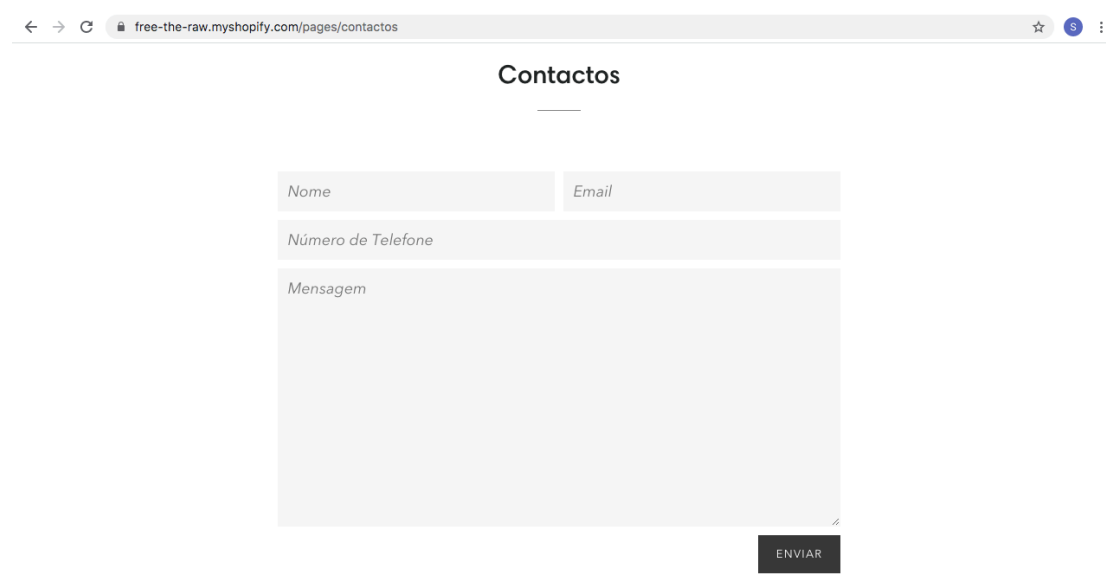 free-the-raw.myshopify.com/pages/contactos
S
Contactos
Nome
Email
Número de Telefone
Mensagem
ENVIAR